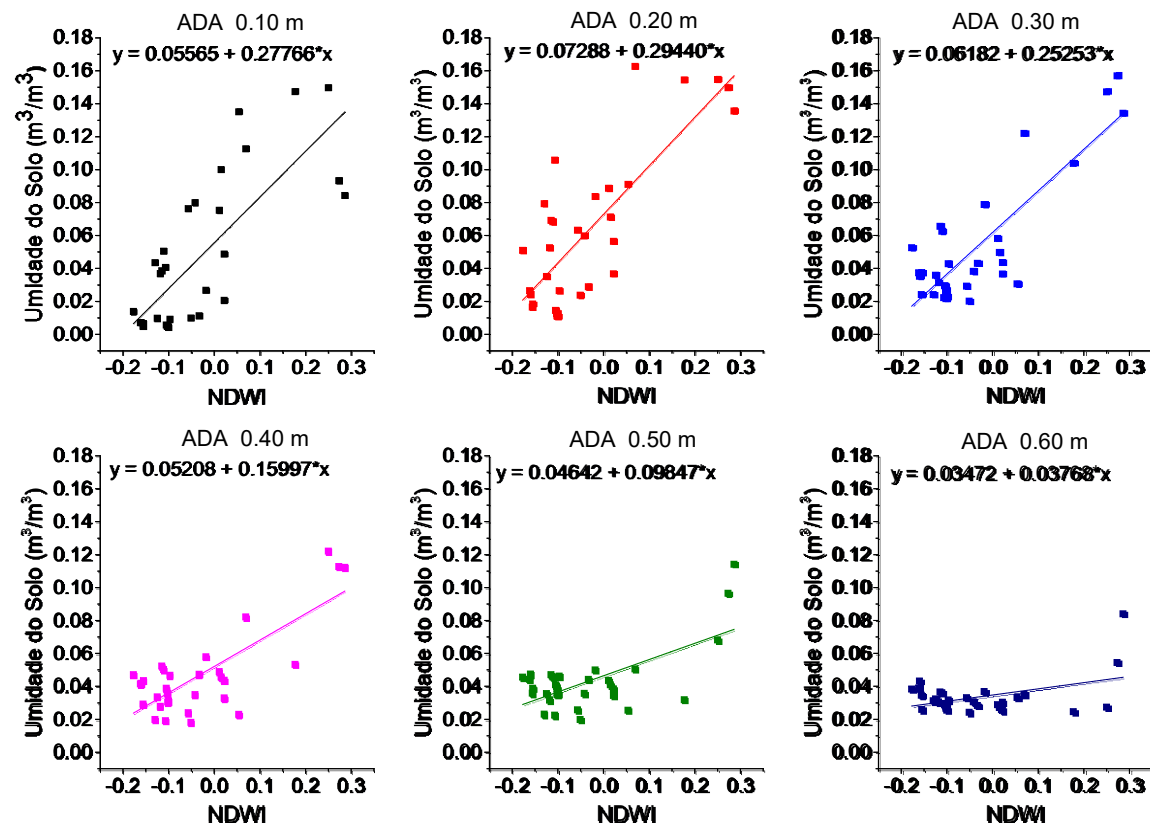 ADA 0.10 m
y = 0.05565 + 0.27766*x
Umidade do Solo (m³/m³)
0.18
0.16
0.14
0.12
0.10
0.08
0.06
0.04
0.02
0.00
-0.2 -0.1 0.0 0.1 0.2 0.3
NDWI
ADA 0.20 m
y = 0.07288 + 0.29440*x
Umidade do Solo (m³/m³)
0.18
0.16
0.14
0.12
0.10
0.08
0.06
0.04
0.02
0.00
-0.2 -0.1 0.0 0.1 0.2 0.3
NDWI
ADA 0.30 m
y = 0.06182 + 0.25253*x
Umidade do Solo (m³/m³)
0.18
0.16
0.14
0.12
0.10
0.08
0.06
0.04
0.02
0.00
-0.2 -0.1 0.0 0.1 0.2 0.3
NDWI
ADA 0.40 m
y = 0.05208 + 0.15997*x
Umidade do Solo (m³/m³)
0.18
0.16
0.14
0.12
0.10
0.08
0.06
0.04
0.02
0.00
-0.2 -0.1 0.0 0.1 0.2 0.3
NDWI
ADA 0.50 m
y = 0.04642 + 0.09847*x
Umidade do Solo (m³/m³)
0.18
0.16
0.14
0.12
0.10
0.08
0.06
0.04
0.02
0.00
-0.2 -0.1 0.0 0.1 0.2 0.3
NDWI
ADA 0.60 m
y = 0.03472 + 0.03768*x
Umidade do Solo (m³/m³)
0.18
0.16
0.14
0.12
0.10
0.08
0.06
0.04
0.02
0.00
-0.2 -0.1 0.0 0.1 0.2 0.3
NDWI